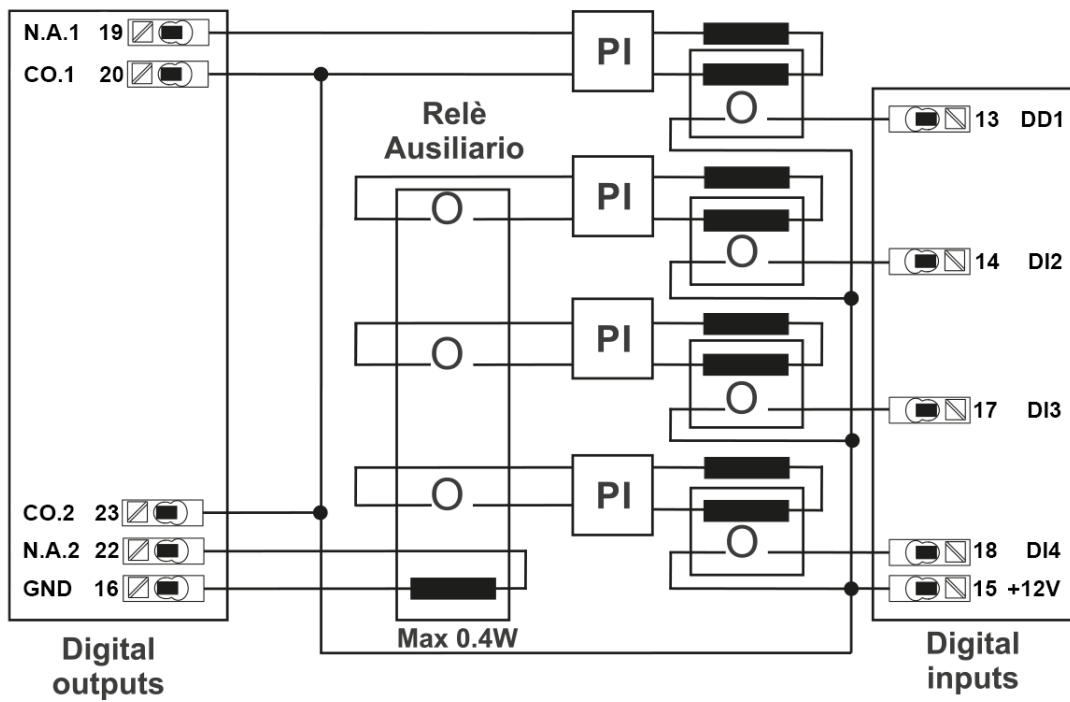 N.A.1 19
CO.1 20
PI
Relè
Ausiliario
O
13 DD1
PI
O
O
14 DI2
PI
O
O
17 DI3
PI
O
O
CO.2 23
N.A.2 22
GND 16
18 DI4
15 +12V
Max 0.4W
Digital
outputs
Digital
inputs